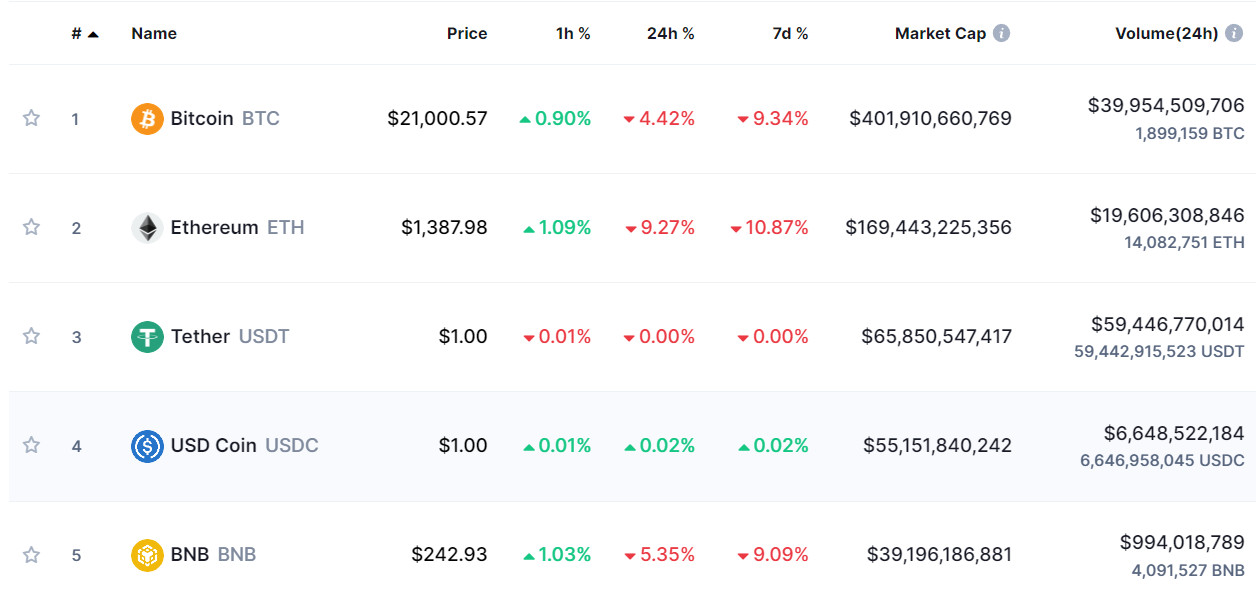 # Name Price 1h % 24h % 7d % Market Cap Volume(24h)
1 Bitcoin BTC $21,000.57 0.90% 4.42% 9.34% $401,910,660,769 $39,954,509,706
1,899,159 BTC
2 Ethereum ETH $1,387.98 1.09% 9.27% 10.87% $169,443,225,356 $19,606,308,846
14,082,751 ETH
3 Tether USDT $1.00 0.01% 0.00% 0.00% $65,850,547,417 $59,446,770,014
59,442,915,523 USDT
4 USD Coin USDC $1.00 0.01% 0.02% 0.02% $55,151,840,242 $6,648,522,184
6,646,958,045 USDC
5 BNB BNB $242.93 1.03% 5.35% 9.09% $39,196,186,881 $994,018,789
4,091,527 BNB